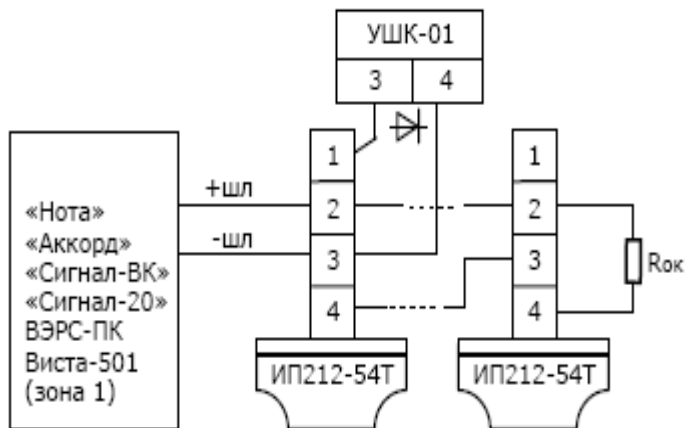 УШК-01
3 4
+шл
-шл
«Нота»
«Аккорд»
«Сигнал-ВК»
«Сигнал-20»
ВЭРС-ПК
Виста-501
(зона 1)
1
2
3
4
ИП212-54Т
1
2
3
4
ИП212-54Т
Rок